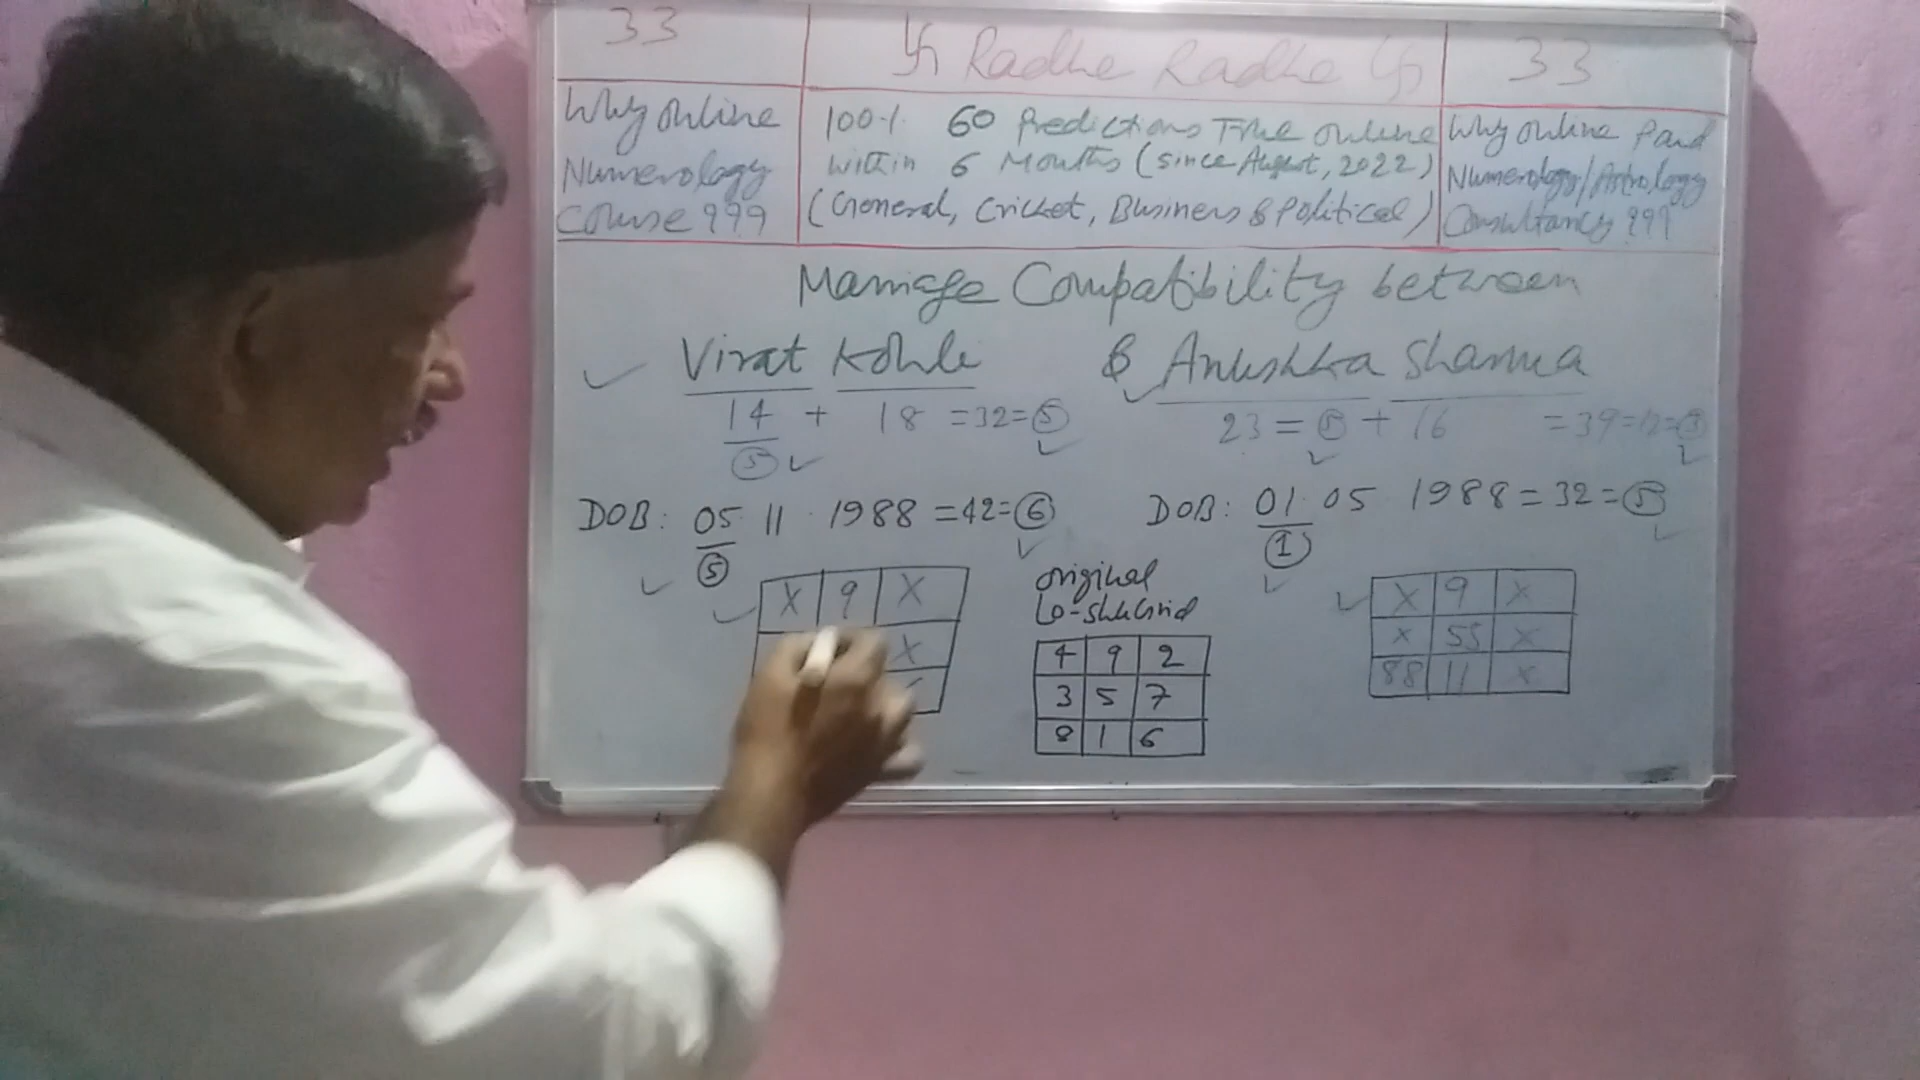 33
卐 Radhe Radhe 卐
33
Why online
Numerology
Course ???
100% 60 Predictions True online
within 6 Months (since August, 2022)
(General, Cricket, Business & Political)
Why online Paid
Numerology/Astrology
Consultancy ???
Marriage Compatibility between
✓ Virat Kohli & ✓ Anushka Sharma
14 + 18 = 32 = 5 ✓
5 ✓
23 = 5 + 16 = 39 = 12 = 3
✓ ✓
DOB: 05 11 1988 = 42 = 6 ✓
✓ 5
DOB: 01 05 1988 = 32 = 5 ✓
1 ✓
✓ X 9 X
X
original
Lo-shu Grid
4 9 2
3 5 7
8 1 6
✓ X 9 X
X 55 X
88 11 X